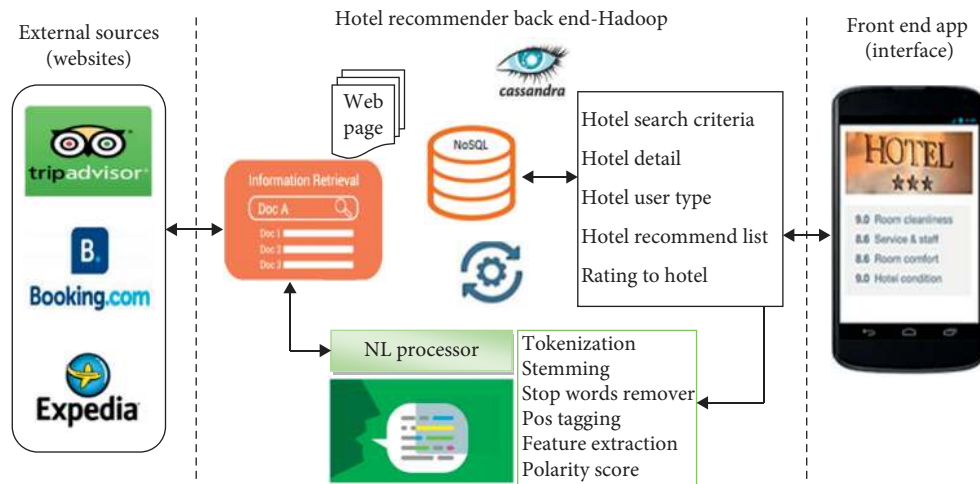 External sources
(websites)
tripadvisor
B.
Booking.com
Expedia
Hotel recommender back end-Hadoop
Web
page
cassandra
NoSQL
Information Retrieval
Doc A
Doc 1
Doc 2
Doc 3
Hotel search criteria
Hotel detail
Hotel user type
Hotel recommend list
Rating to hotel
NL processor
Tokenization
Stemming
Stop words remover
Pos tagging
Feature extraction
Polarity score
Front end app
(interface)
HOTEL
9.0 Room cleanliness
8.6 Service & staff
8.6 Room comfort
9.0 Hotel condition